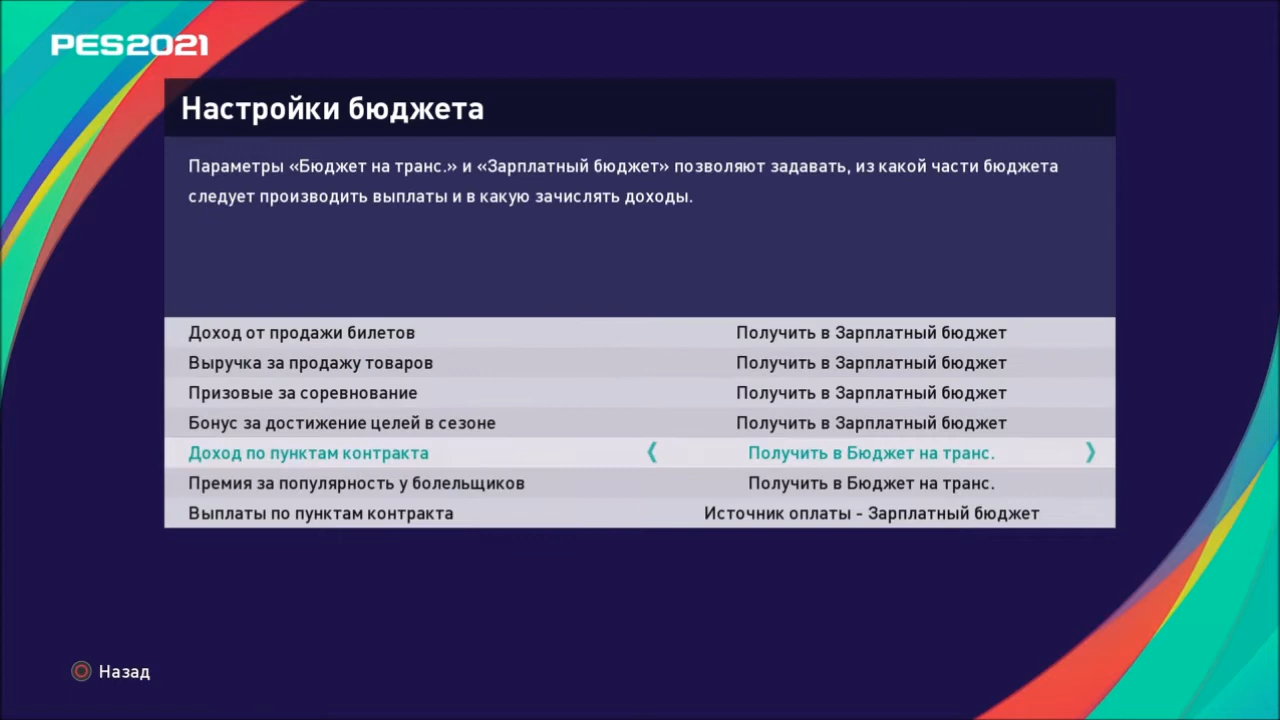 PES2021
Настройки бюджета
Параметры «Бюджет на транс.» и «Зарплатный бюджет» позволяют задавать, из какой части бюджета
следует производить выплаты и в какую зачислять доходы.
Доход от продажи билетов Получить в Зарплатный бюджет
Выручка за продажу товаров Получить в Зарплатный бюджет
Призовые за соревнование Получить в Зарплатный бюджет
Бонус за достижение целей в сезоне Получить в Зарплатный бюджет
Доход по пунктам контракта Получить в Бюджет на транс.
Премия за популярность у болельщиков Получить в Бюджет на транс.
Выплаты по пунктам контракта Источник оплаты - Зарплатный бюджет
Назад